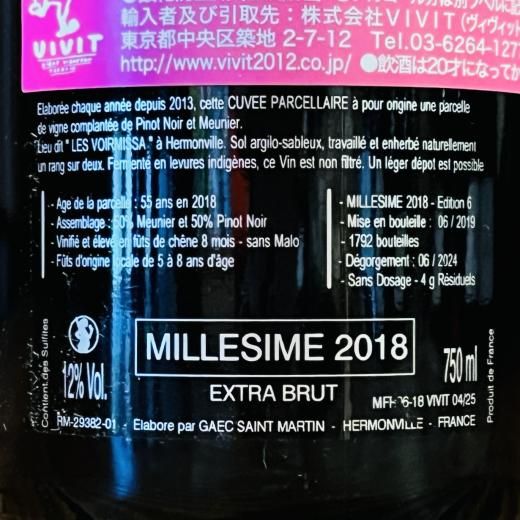 VIVIT
輸入者及び引取先：株式会社VIVIT（ヴィヴィッ
東京都中央区築地 2-7-12 Tel.03-6264-127
http://www.vivit2012.co.jp/ ●飲酒は20才になってか
Elaborée chaque année depuis 2013, cette CUVEE PARCELLAIRE à pour origine une parcelle
de vigne complantée de Pinot Noir et Meunier.
Lieu dit " LES VOIRMISSA " à Hermonville. Sol argilo-sableux, travaillé et enherbé naturellement
un rang sur deux. Fermenté en levures indigènes, ce Vin est non filtré. Un léger dépot est possible
- Age de la parcelle : 55 ans en 2018
- Assemblage : 50% Meunier et 50% Pinot Noir
- Vinifié et élevé en fûts de chêne 8 mois - sans Malo
- Fûts d'origine locale de 5 à 8 ans d'âge
- MILLESIME 2018 - Edition 6
- Mise en bouteille : 06 / 2019
- 1792 bouteilles
- Dégorgement : 06 / 2024
- Sans Dosage - 4 g Résiduels
Contient des Sulfites
12% Vol.
MILLESIME 2018
EXTRA BRUT
750 ml
18 VIVIT 04/25
Produit de France
RM-29382-01 - Elabore par GAEC SAINT MARTIN - HERMONVILLE - FRANCE